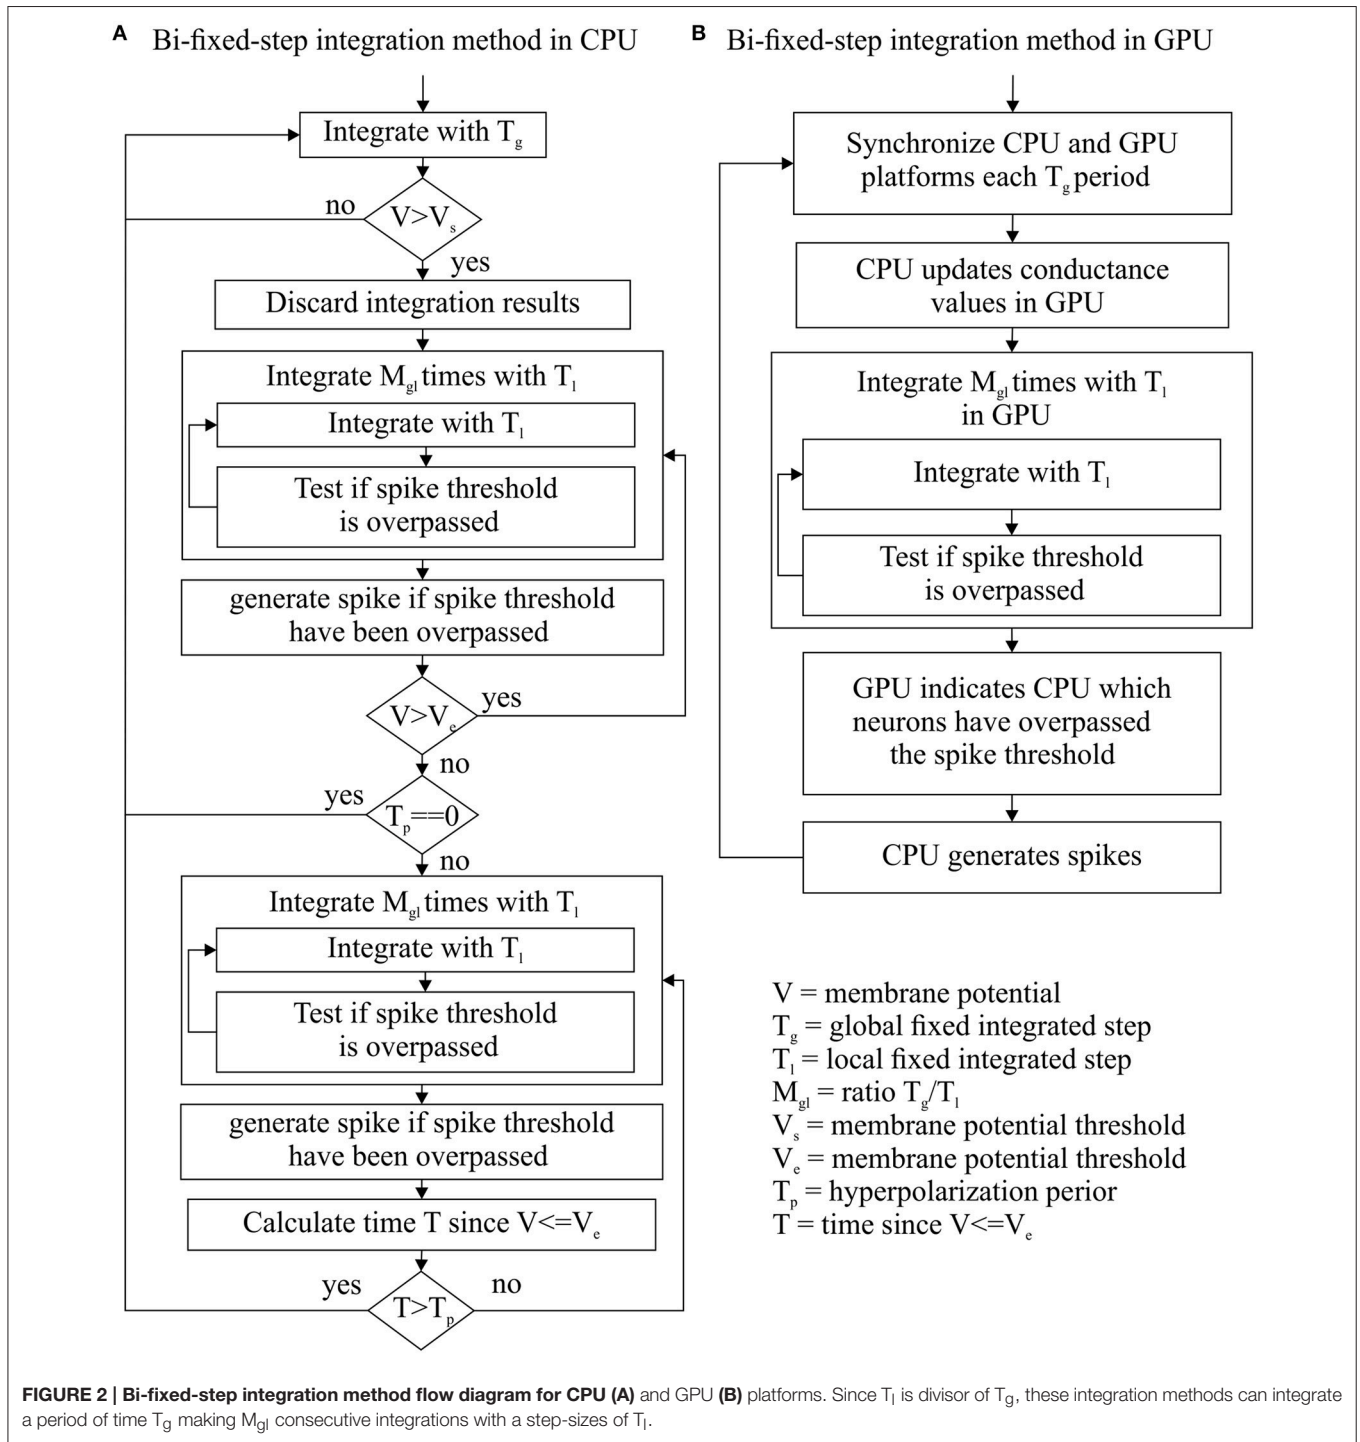 A Bi-fixed-step integration method in CPU
Integrate with Tg
V>Vs
no
yes
Discard integration results
Integrate Mgl times with Tl
Integrate with Tl
Test if spike threshold
is overpassed
generate spike if spike threshold
have been overpassed
V>Ve
yes
no
Tp==0
yes
no
Integrate Mgl times with Tl
Integrate with Tl
Test if spike threshold
is overpassed
generate spike if spike threshold
have been overpassed
Calculate time T since V<=Ve
T>Tp
yes
no
B Bi-fixed-step integration method in GPU
Synchronize CPU and GPU
platforms each Tg period
CPU updates conductance
values in GPU
Integrate Mgl times with Tl
in GPU
Integrate with Tl
Test if spike threshold
is overpassed
GPU indicates CPU which
neurons have overpassed
the spike threshold
CPU generates spikes
V = membrane potential
Tg = global fixed integrated step
Tl = local fixed integrated step
Mgl = ratio Tg/Tl
Vs = membrane potential threshold
Ve = membrane potential threshold
Tp = hyperpolarization perior
T = time since V<=Ve
FIGURE 2 | Bi-fixed-step integration method flow diagram for CPU (A) and GPU (B) platforms. Since Tl is divisor of Tg, these integration methods can integrate
a period of time Tg making Mgl consecutive integrations with a step-sizes of Tl.